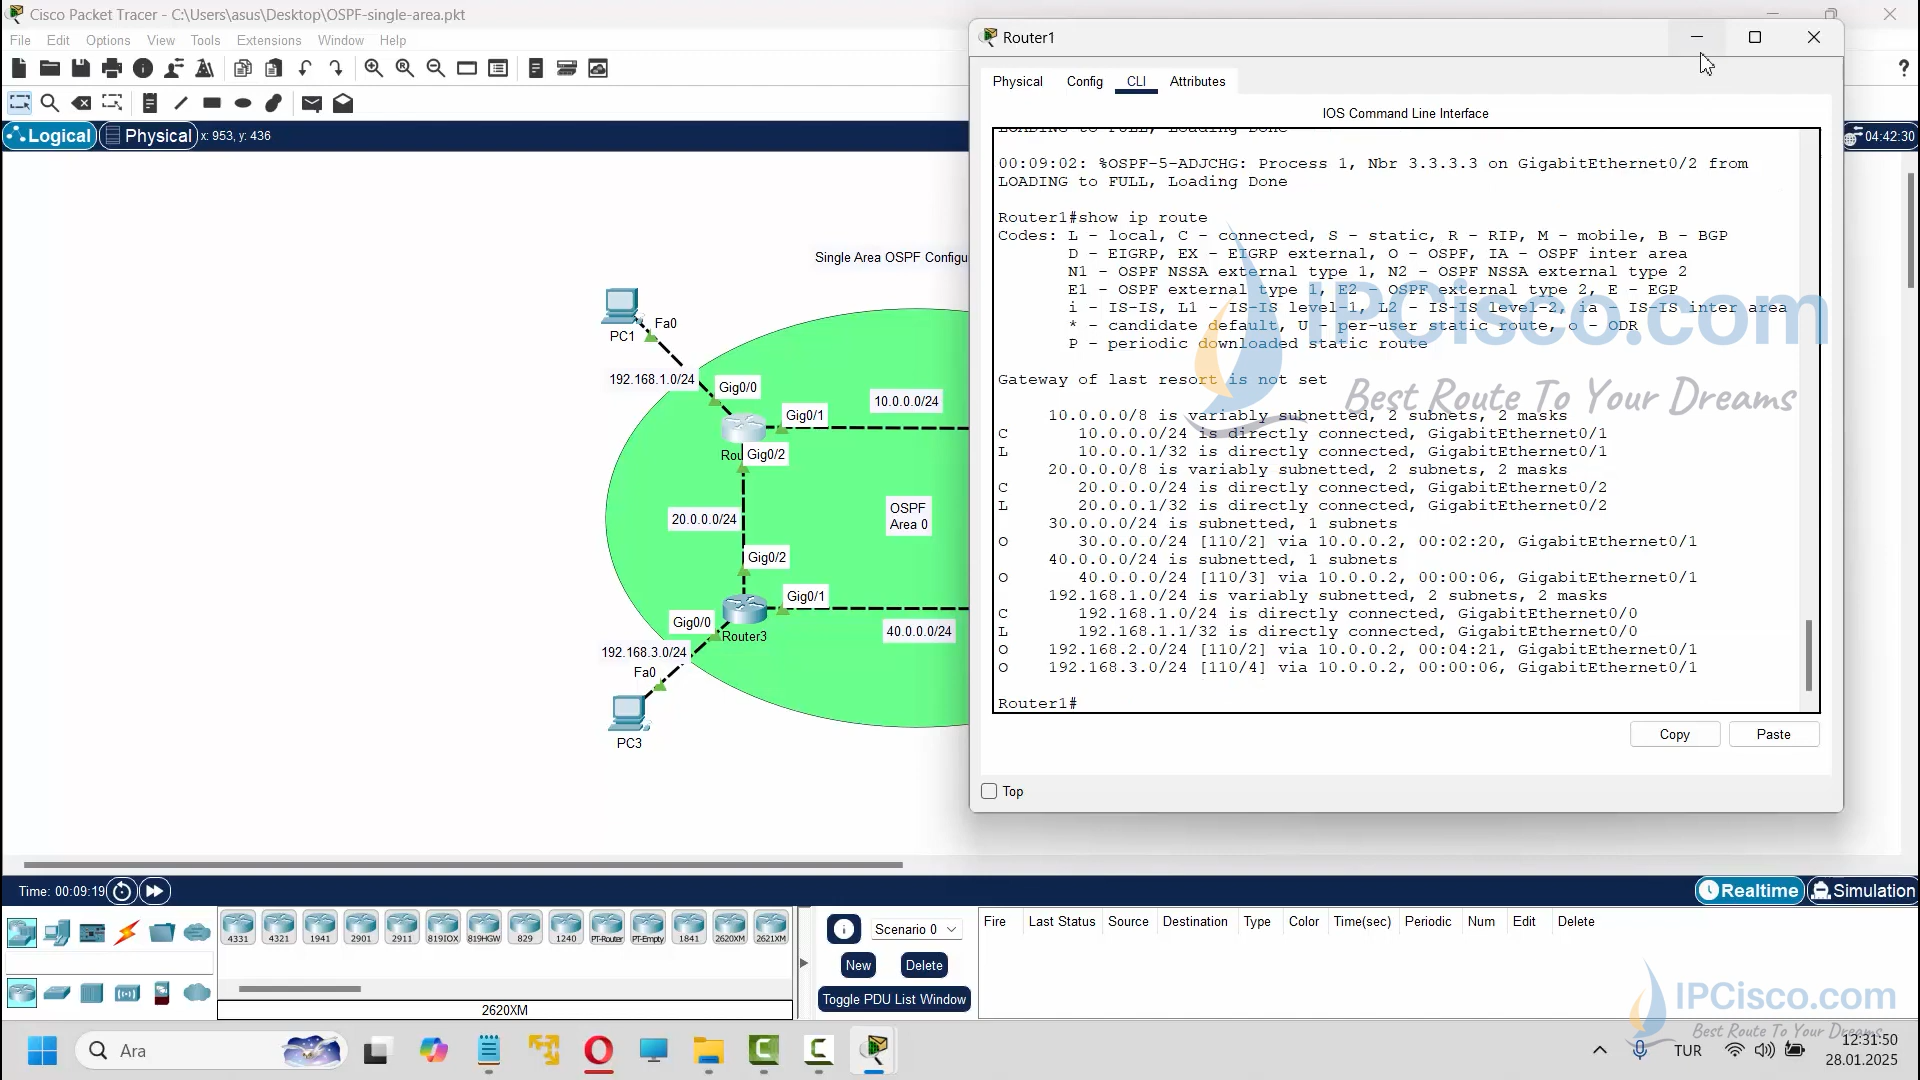 Cisco Packet Tracer - C:\Users\asus\Desktop\OSPF-single-area.pkt
File Edit Options View Tools Extensions Window Help
Logical Physical x: 953, y: 436
04:42:30
Single Area OSPF Configu
PC1
Fa0
192.168.1.0/24
Gig0/0
Gig0/1
10.0.0.0/24
Rou
Gig0/2
20.0.0.0/24
OSPF
Area 0
Gig0/2
Gig0/1
Gig0/0
Router3
40.0.0.0/24
192.168.3.0/24
Fa0
PC3
Router1
Physical Config CLI Attributes
IOS Command Line Interface
LOADING to FULL, Loading Done
00:09:02: %OSPF-5-ADJCHG: Process 1, Nbr 3.3.3.3 on GigabitEthernet0/2 from
LOADING to FULL, Loading Done
Router1#show ip route
Codes: L - local, C - connected, S - static, R - RIP, M - mobile, B - BGP
D - EIGRP, EX - EIGRP external, O - OSPF, IA - OSPF inter area
N1 - OSPF NSSA external type 1, N2 - OSPF NSSA external type 2
E1 - OSPF external type 1, E2 - OSPF external type 2, E - EGP
i - IS-IS, L1 - IS-IS level-1, L2 - IS-IS level-2, ia - IS-IS inter area
* - candidate default, U - per-user static route, o - ODR
P - periodic downloaded static route
Gateway of last resort is not set
10.0.0.0/8 is variably subnetted, 2 subnets, 2 masks
C 10.0.0.0/24 is directly connected, GigabitEthernet0/1
L 10.0.0.1/32 is directly connected, GigabitEthernet0/1
20.0.0.0/8 is variably subnetted, 2 subnets, 2 masks
C 20.0.0.0/24 is directly connected, GigabitEthernet0/2
L 20.0.0.1/32 is directly connected, GigabitEthernet0/2
30.0.0.0/24 is subnetted, 1 subnets
O 30.0.0.0/24 [110/2] via 10.0.0.2, 00:02:20, GigabitEthernet0/1
40.0.0.0/24 is subnetted, 1 subnets
O 40.0.0.0/24 [110/3] via 10.0.0.2, 00:00:06, GigabitEthernet0/1
192.168.1.0/24 is variably subnetted, 2 subnets, 2 masks
C 192.168.1.0/24 is directly connected, GigabitEthernet0/0
L 192.168.1.1/32 is directly connected, GigabitEthernet0/0
O 192.168.2.0/24 [110/2] via 10.0.0.2, 00:04:21, GigabitEthernet0/1
O 192.168.3.0/24 [110/4] via 10.0.0.2, 00:00:06, GigabitEthernet0/1
Router1#
IPCisco.com
Best Route To Your Dreams
Copy Paste
Top
Time: 00:09:19
Realtime Simulation
4331 4321 1941 2901 2911 819IOX 819HGW 829 1240 PT-Router PT-Empty 1841 2620XM 2621XM
2620XM
Scenario 0
New Delete
Toggle PDU List Window
Fire Last Status Source Destination Type Color Time(sec) Periodic Num Edit Delete
IPCisco.com
Best Route To Your Dreams
Ara
TUR
12:31:50
28.01.2025